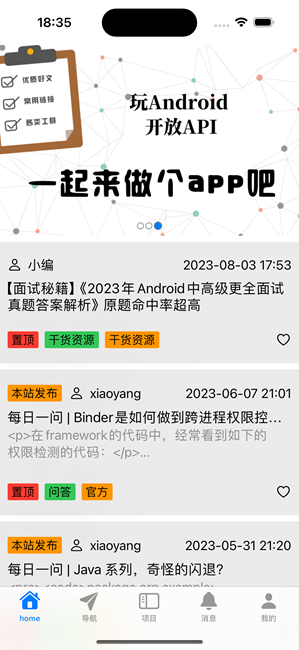 18:35
优质好文
常用链接
各类工具
玩Android
开放API
一起来做个app吧
小编 2023-08-03 17:53
【面试秘籍】《2023年Android中高级更全面试
真题答案解析》原题命中率超高
置顶 干货资源 干货资源
本站发布 xiaoyang 2023-06-07 21:01
每日一问 | Binder是如何做到跨进程权限控...
<p>在framework的代码中，经常看到如下的
权限检测的代码：</p>...
置顶 问答 官方
本站发布 xiaoyang 2023-05-31 21:20
每日一问 | Java 系列，奇怪的闪退?
home 导航 项目 消息 我的